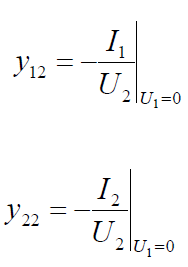 y₁₂ = −I₁/U₂|U₁=0
y₂₂ = −I₂/U₂|U₁=0